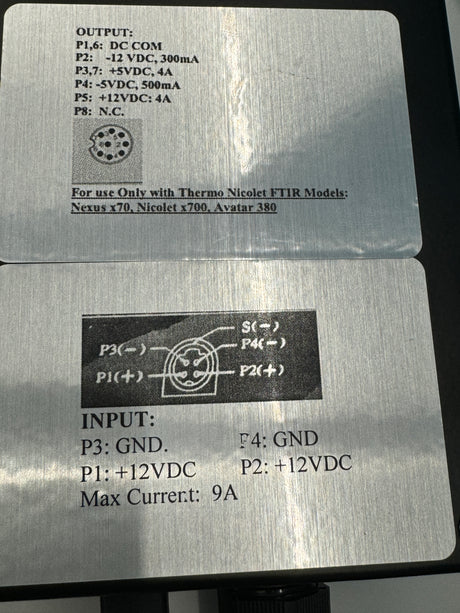 OUTPUT:
P1,6: DC COM
P2: -12 VDC, 300mA
P3,7: +5VDC, 4A
P4: -5VDC, 500mA
P5: +12VDC: 4A
P8: N.C.
For use Only with Thermo Nicolet FTIR Models:
Nexus x70, Nicolet x700, Avatar 380
S(-)
P3(-) P4(-)
P1(+) P2(+)
INPUT:
P3: GND. P4: GND
P1: +12VDC P2: +12VDC
Max Current: 9A